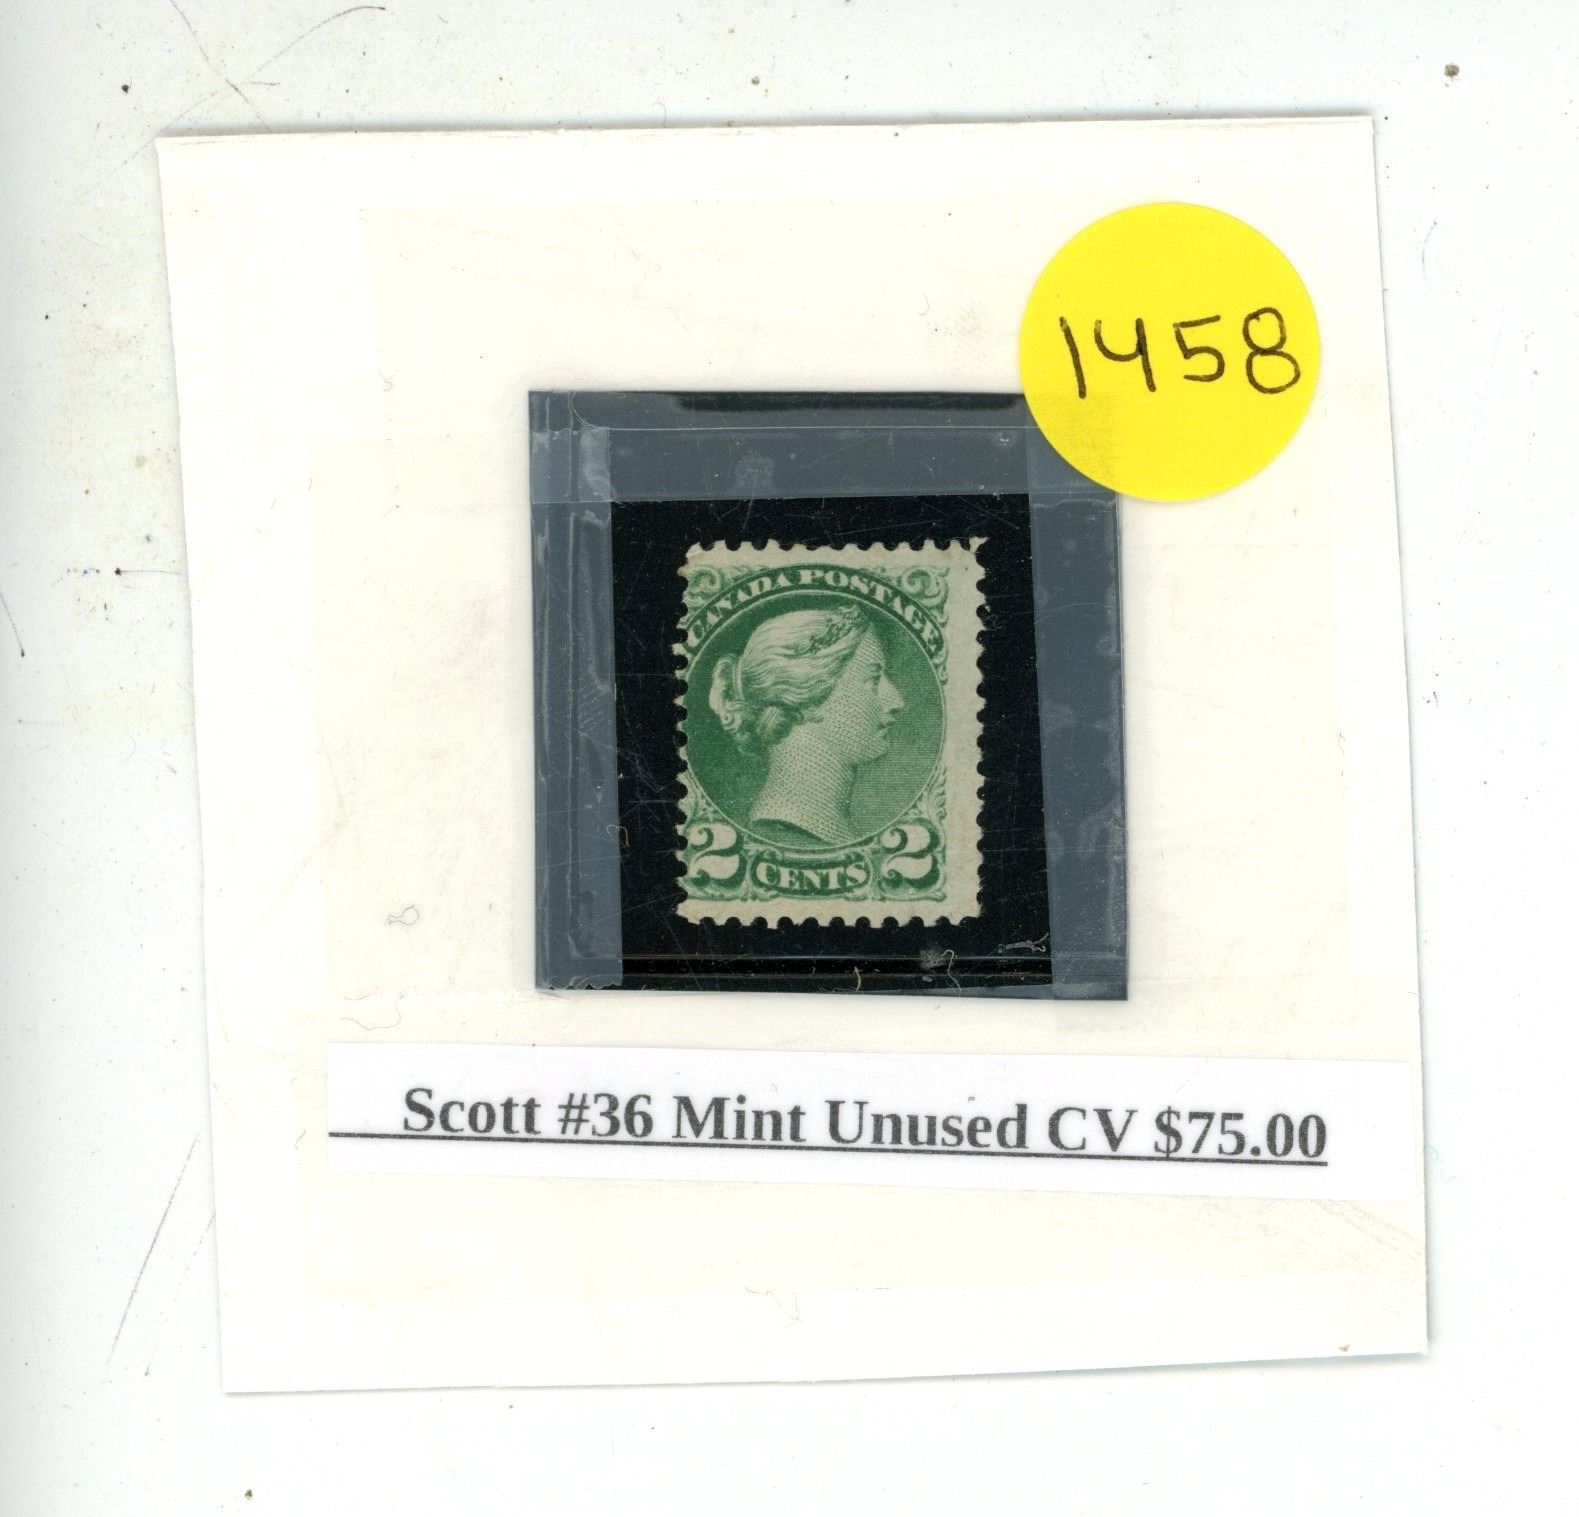 1458
CANADA POSTAGE
2 CENTS 2
Scott #36 Mint Unused CV $75.00